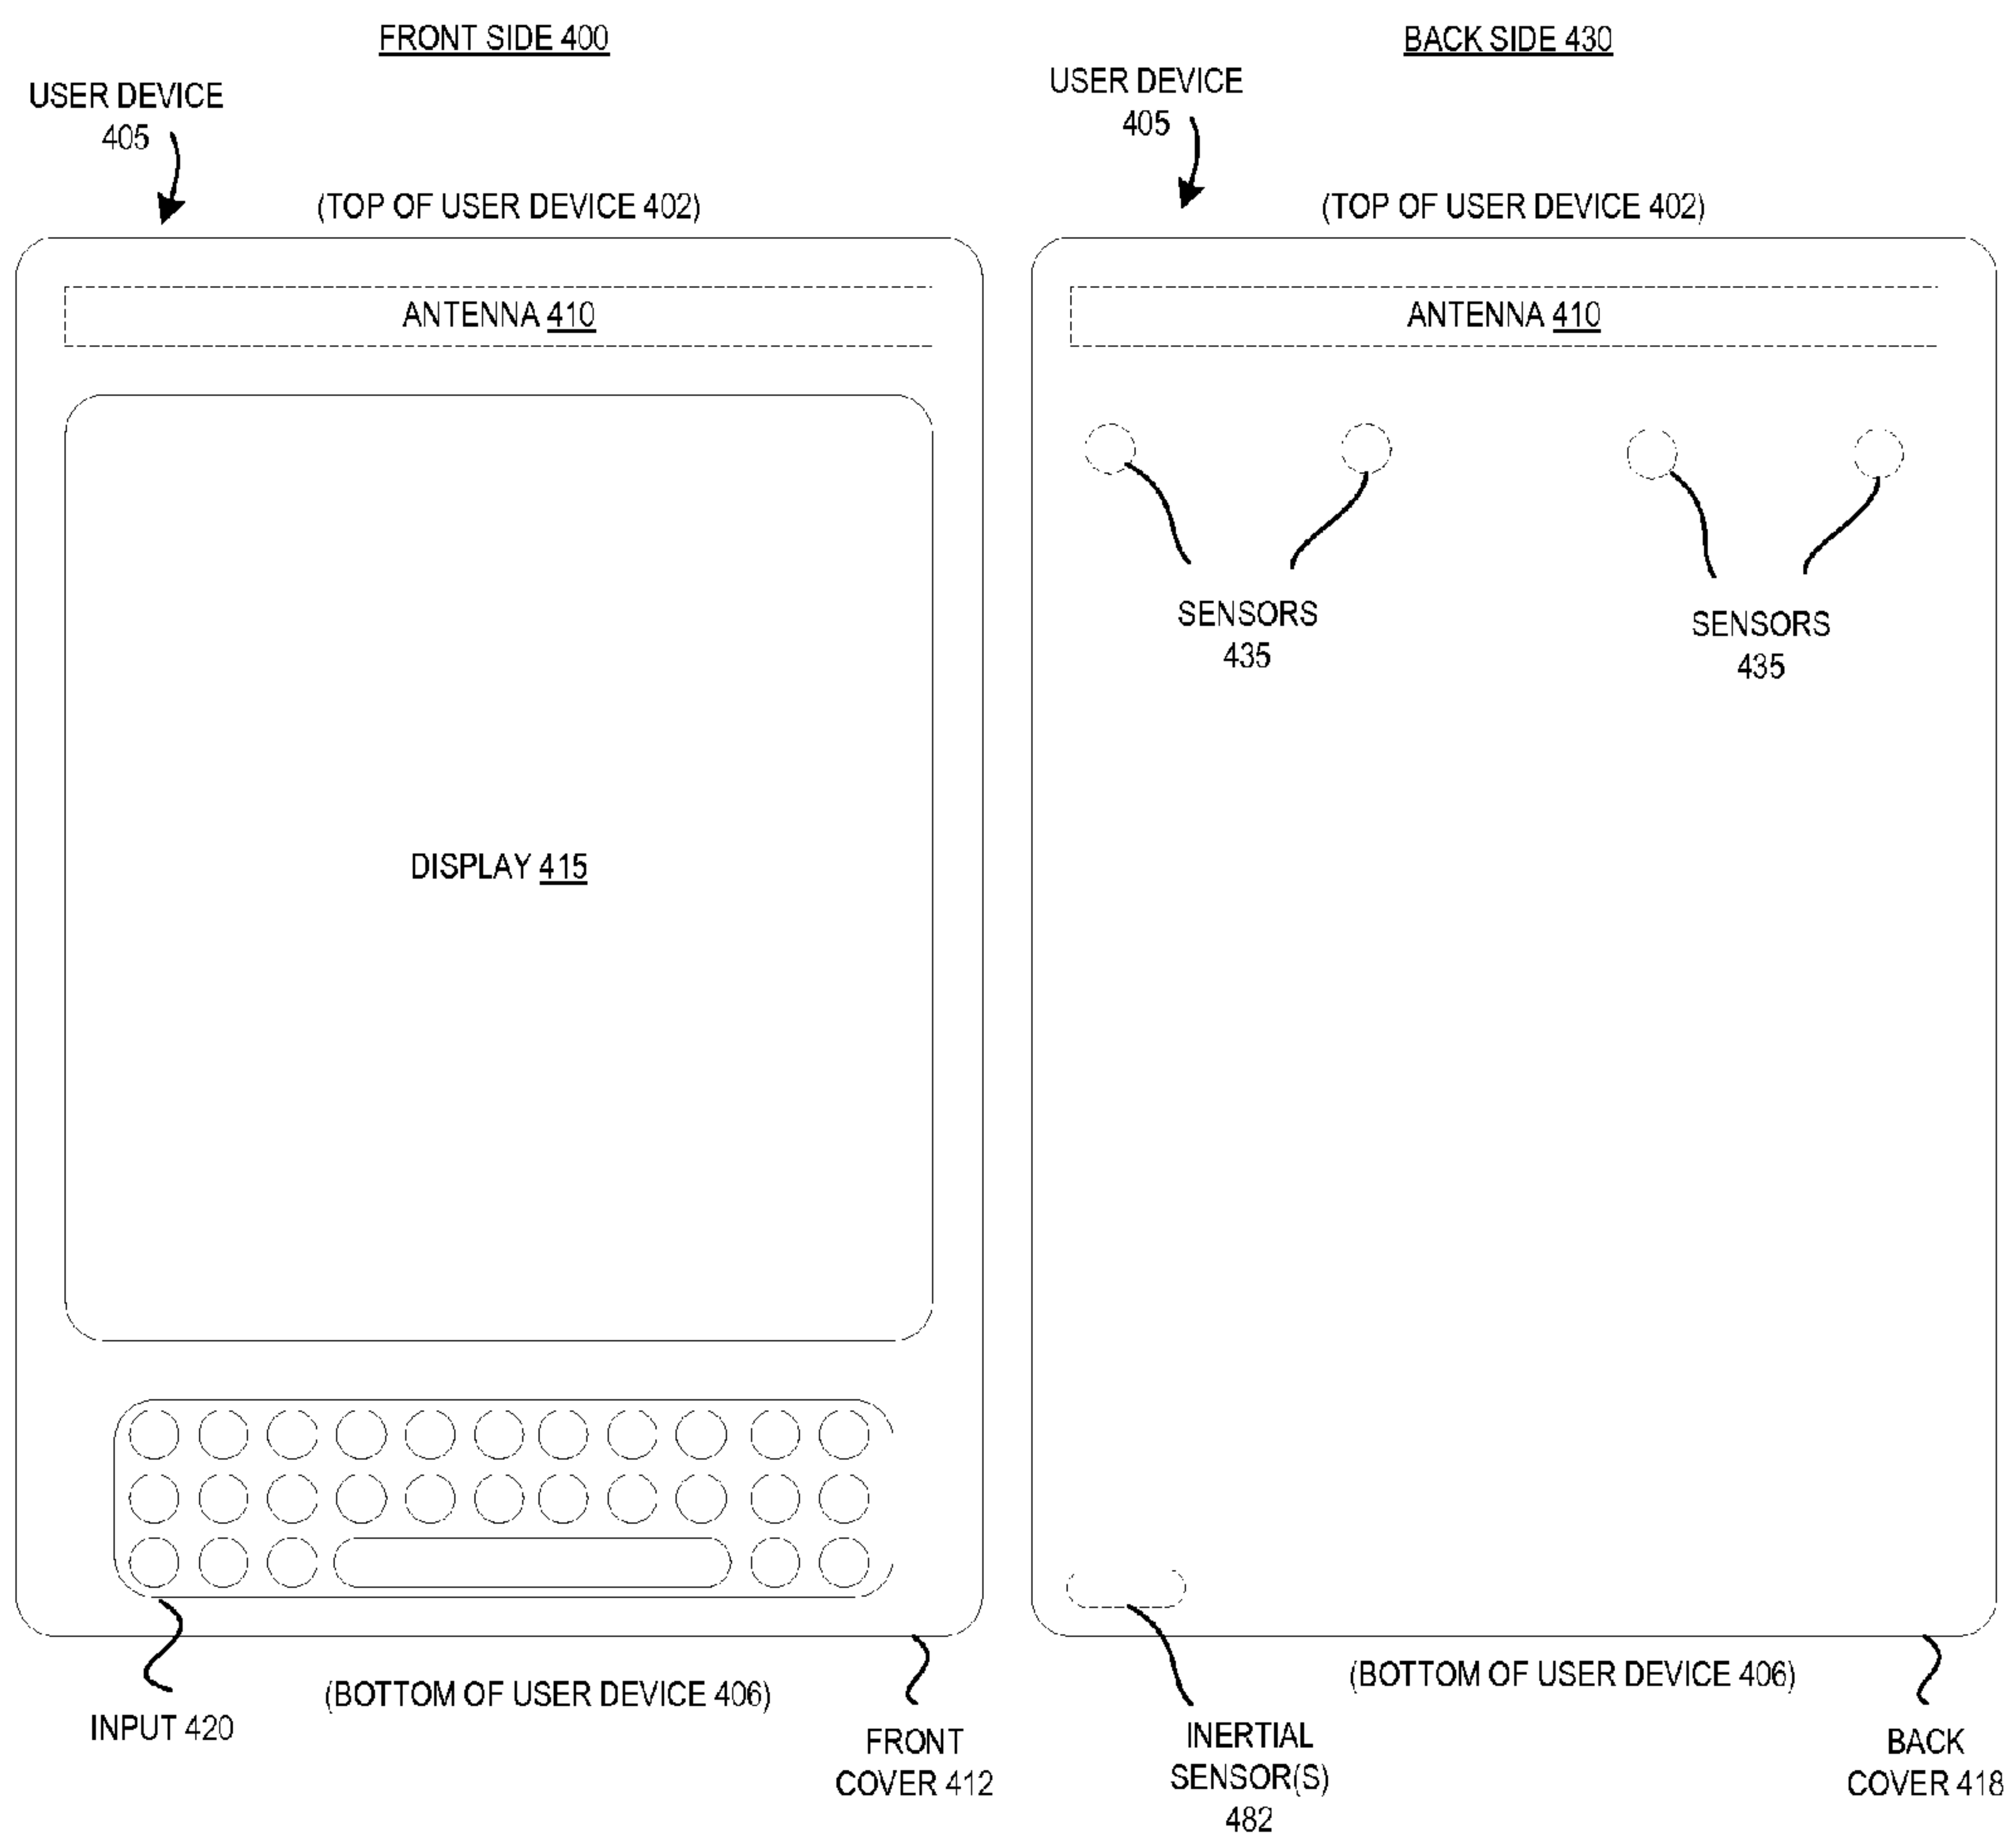 FRONT SIDE 400
USER DEVICE
405
(TOP OF USER DEVICE 402)
ANTENNA 410
DISPLAY 415
INPUT 420
(BOTTOM OF USER DEVICE 406)
FRONT
COVER 412
BACK SIDE 430
USER DEVICE
405
(TOP OF USER DEVICE 402)
ANTENNA 410
SENSORS
435
SENSORS
435
(BOTTOM OF USER DEVICE 406)
INERTIAL
SENSOR(S)
482
BACK
COVER 418